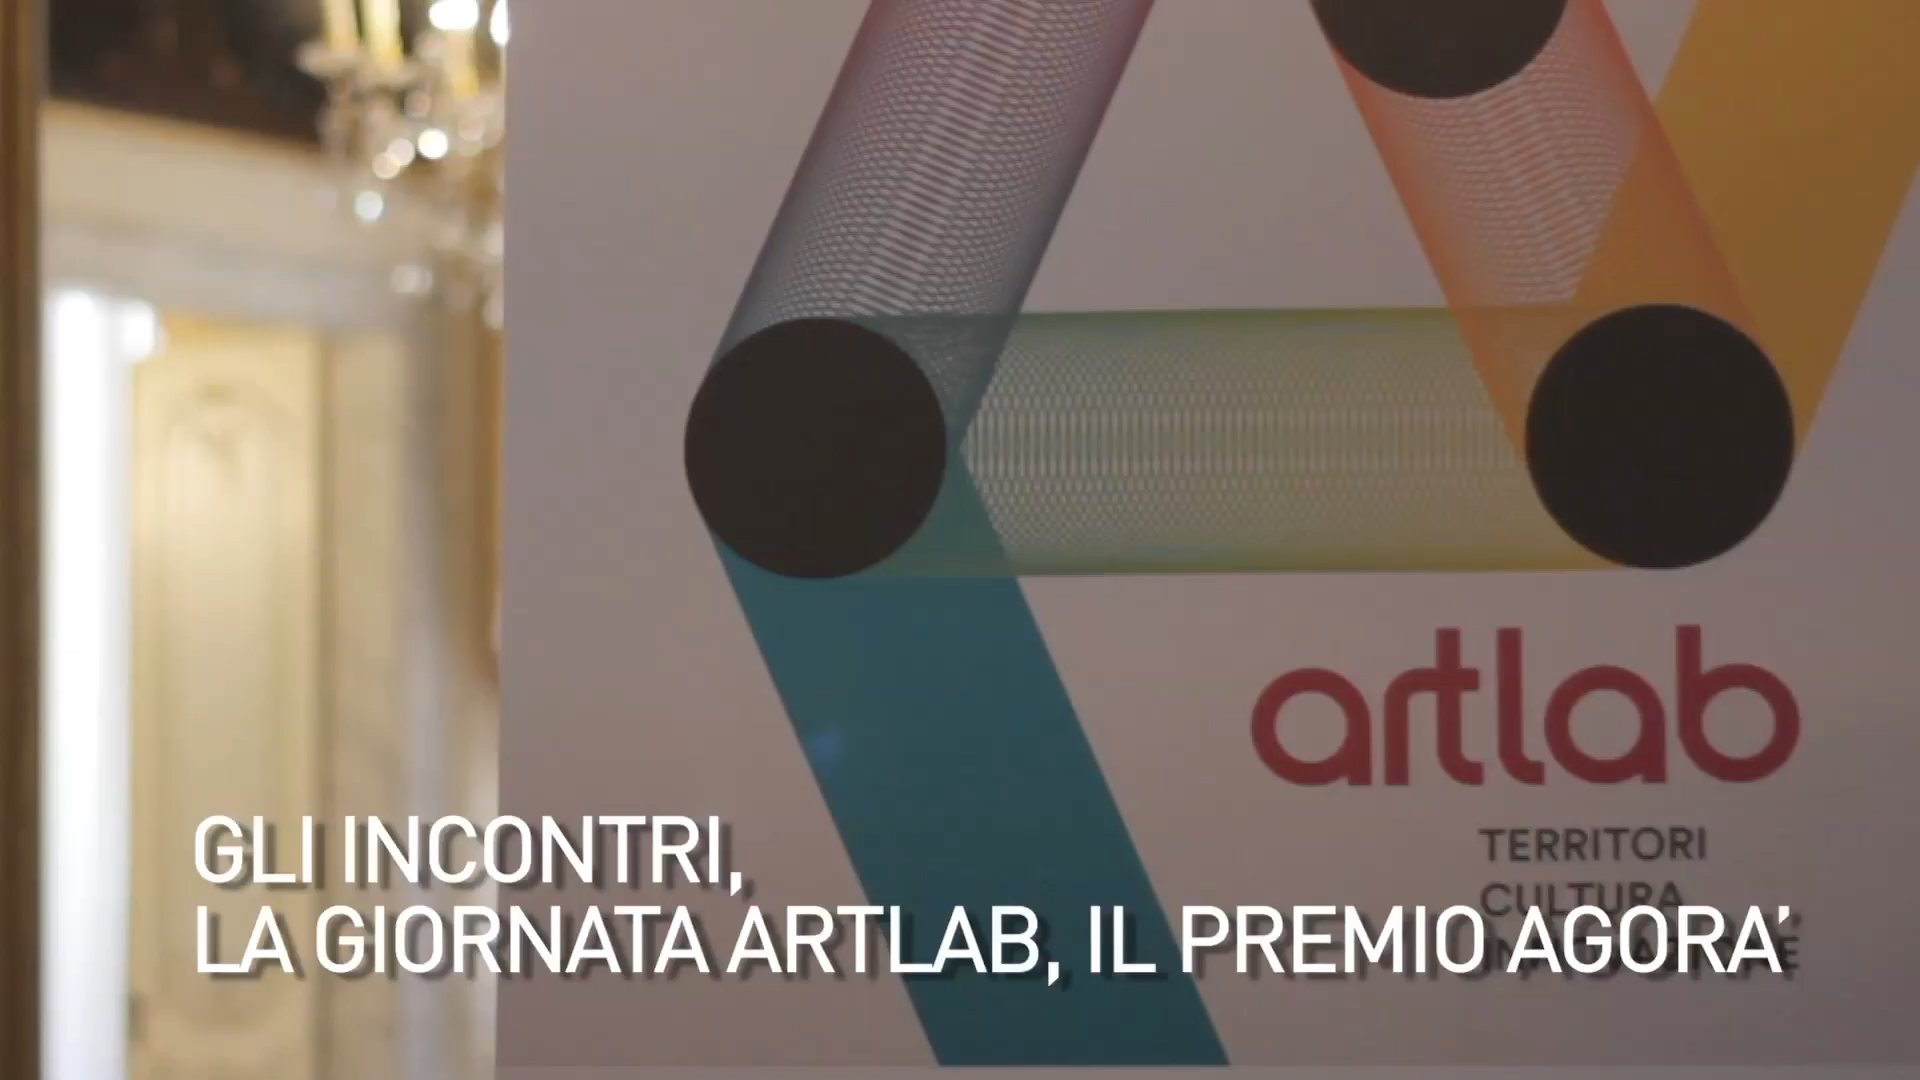 artlab
TERRITORI
CULTURA
GLI INCONTRI,
LA GIORNATA ARTLAB, IL PREMIO AGORA'